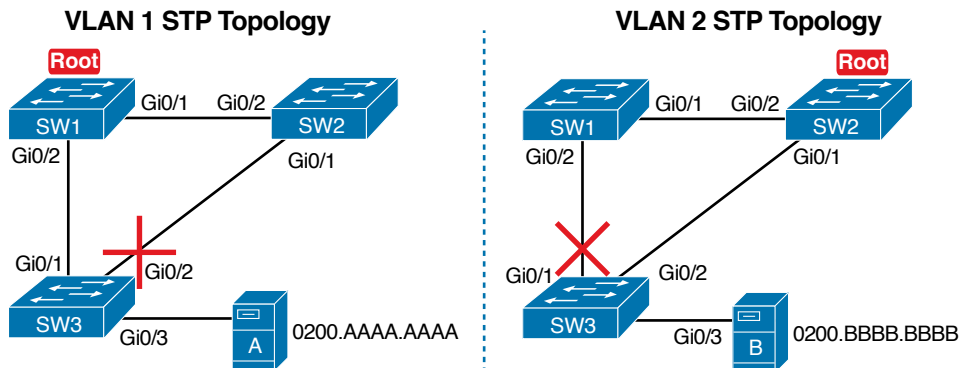 VLAN 1 STP Topology
Root
Gi0/1
Gi0/2
SW1
SW2
Gi0/2
Gi0/1
Gi0/1
Gi0/2
SW3
Gi0/3
A
0200.AAAA.AAAA
VLAN 2 STP Topology
Root
Gi0/1
Gi0/2
SW1
SW2
Gi0/2
Gi0/1
Gi0/1
Gi0/2
SW3
Gi0/3
B
0200.BBBB.BBBB